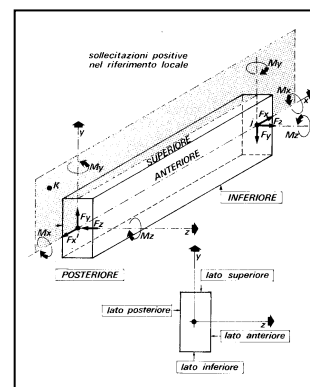 sollecitazioni positive
nel riferimento locale
My
Mx
x
y
Fx
J
Fz
Fy
Mz
SUPERIORE
ANTERIORE
My
K
INFERIORE
Fy
Fz
Mx
Fx
Mz
z
POSTERIORE
y
lato superiore
lato posteriore
z
lato anteriore
lato inferiore